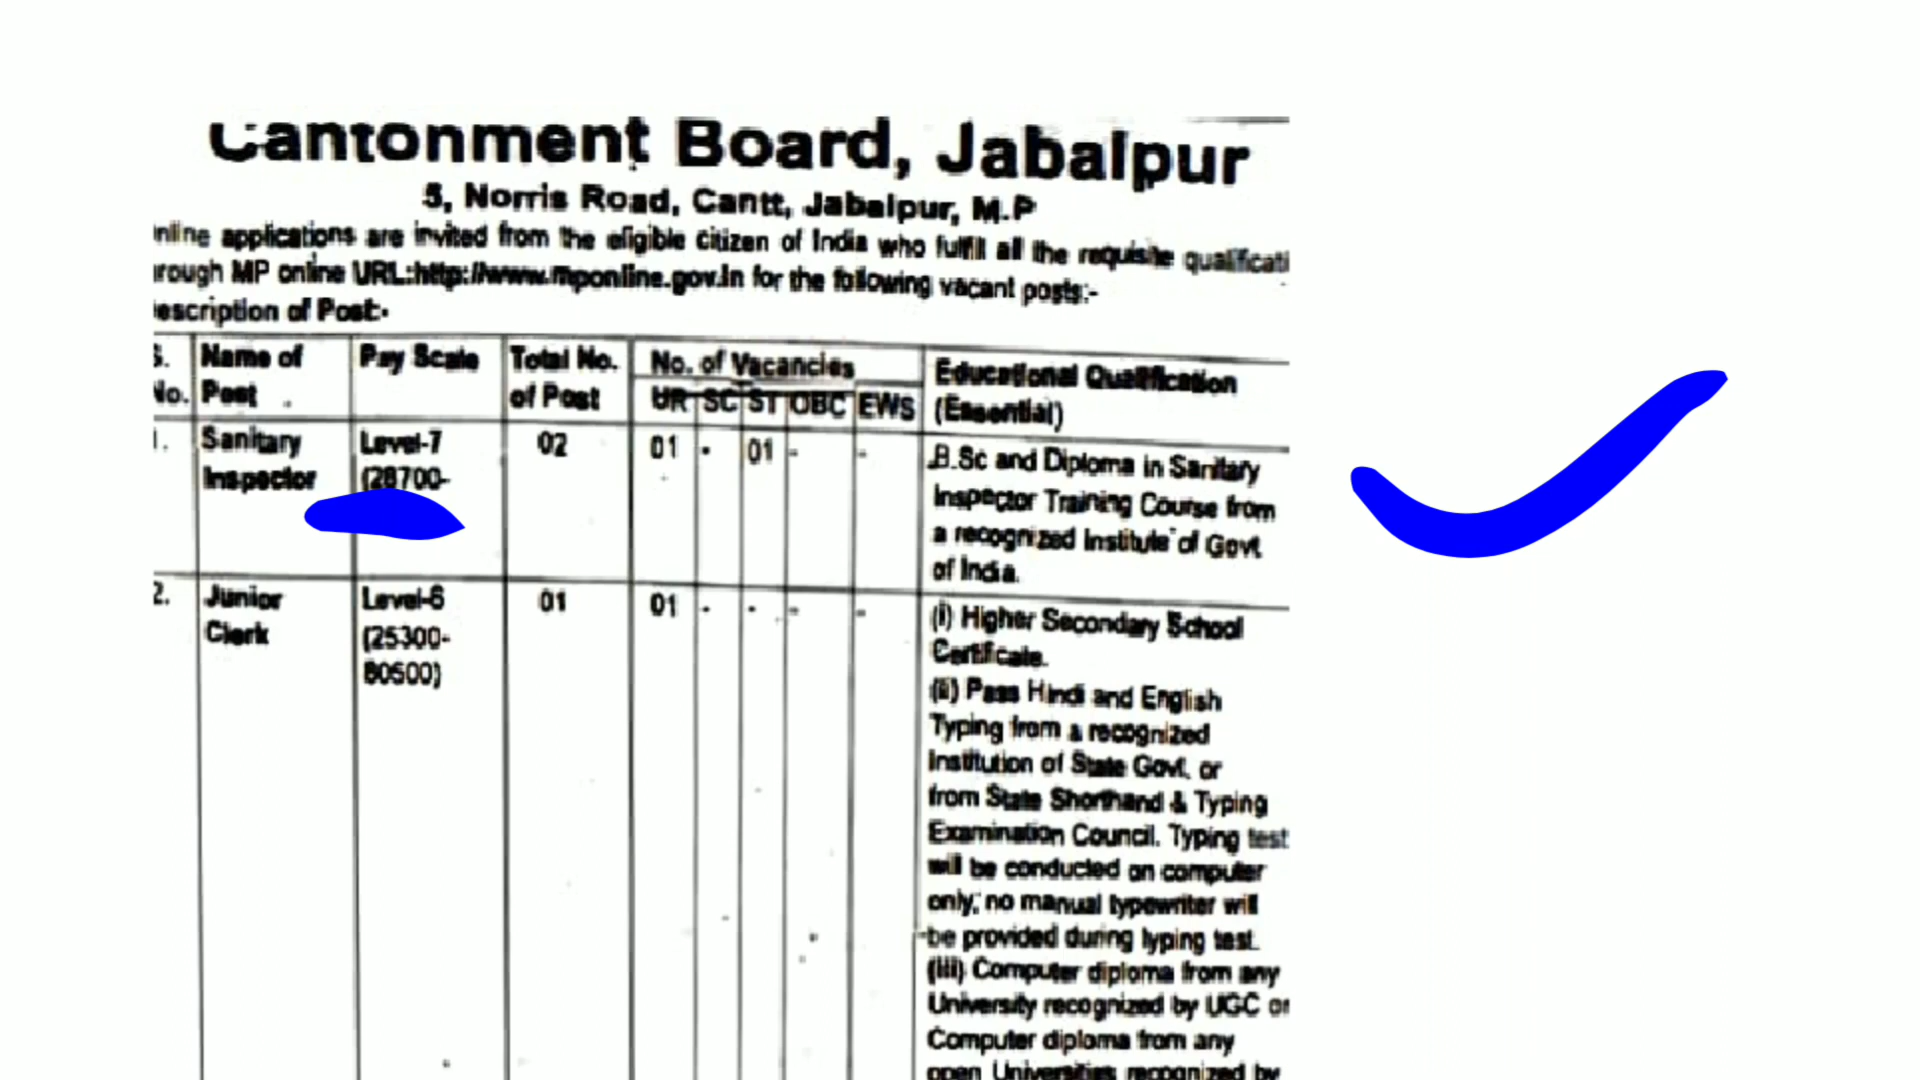 Cantonment Board, Jabalpur
5, Norris Road, Cantt, Jabalpur, M.P
nline applications are invited from the eligible citizen of India who fulfill all the requisite qualificati
rough MP online URL:http://www.mponline.gov.in for the following vacant posts:-
escription of Post:-
S. No. Name of Post Pay Scale Total No. of Post No. of Vacancies Educational Qualification (Essential)
UR SC ST OBC EWS
1. Sanitary Inspector Level-7 (28700- 02 01 - 01 - -
B.Sc and Diploma in Sanitary
Inspector Training Course from
a recognized Institute of Govt.
of India.
2. Junior Clerk Level-6 (25300-80500) 01 01 - - - -
(i) Higher Secondary School
Certificate.
(ii) Pass Hindi and English
Typing from a recognized
Institution of State Govt. or
from State Shorthand & Typing
Examination Council. Typing test
will be conducted on computer
only, no manual typewriter will
be provided during typing test.
(iii) Computer diploma from any
University recognized by UGC or
Computer diploma from any
open Universities recognized by